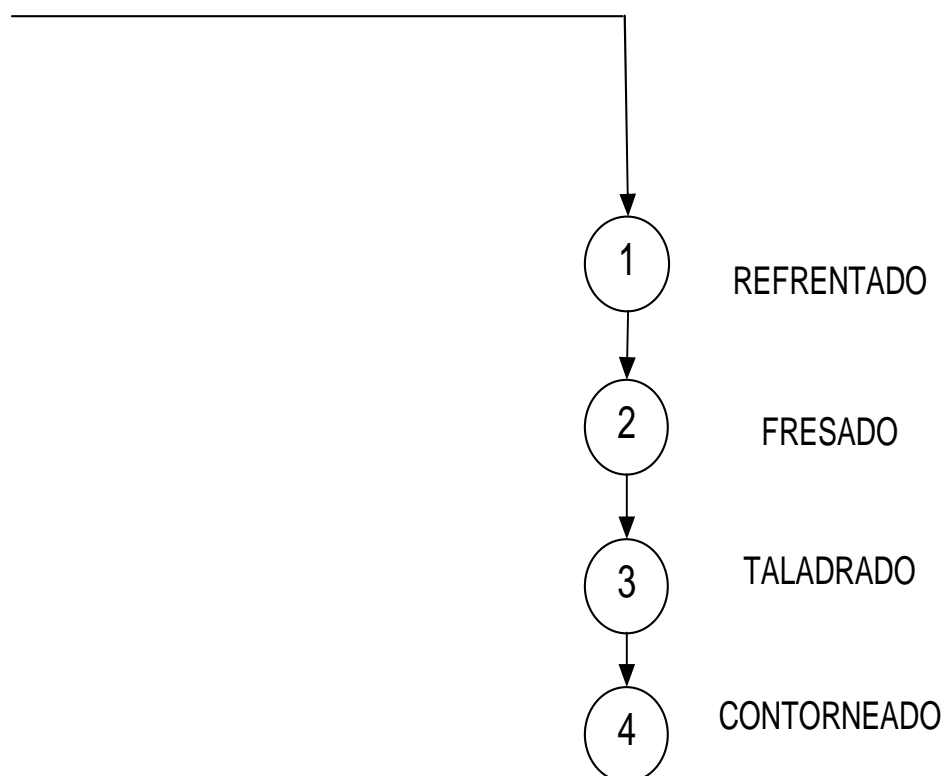 1
REFRENTADO
2
FRESADO
3
TALADRADO
4
CONTORNEADO